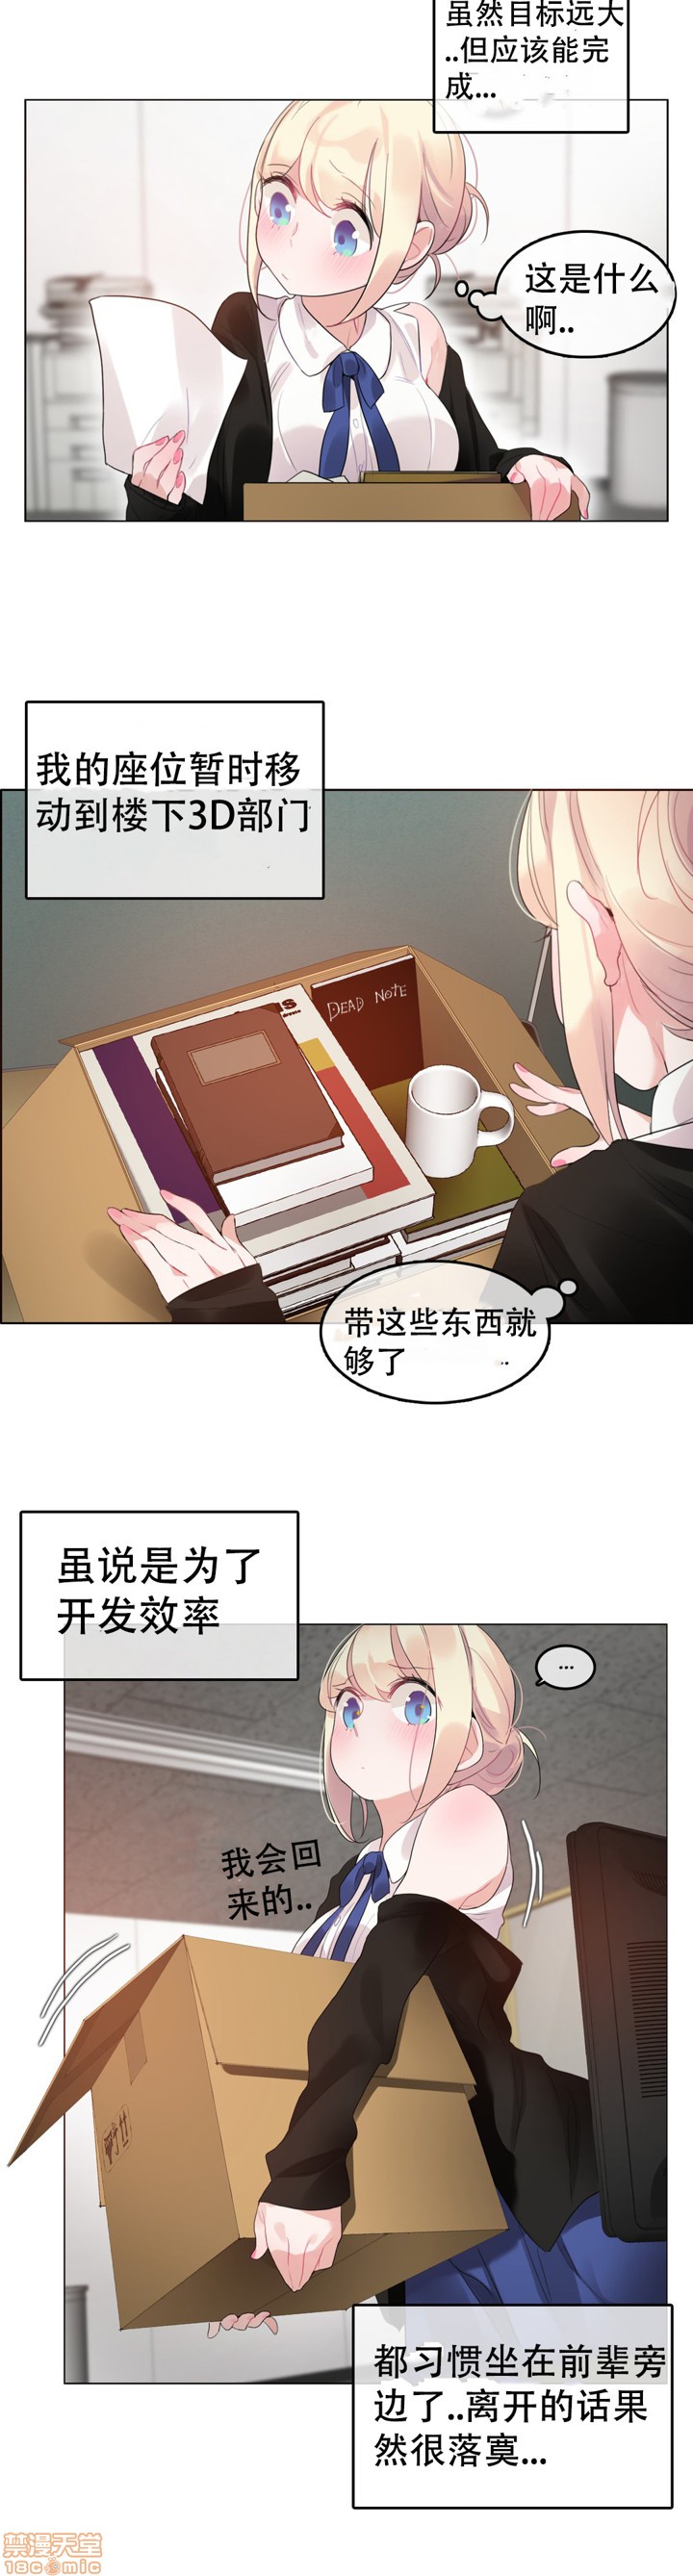 虽然目标远大
..但应该能完
成...
这是什么
啊..
我的座位暂时移
动到楼下3D部门
DEAD NOTE
带这些东西就
够了 ..
虽说是为了
开发效率
...
我会回
来的..
都习惯坐在前辈旁
边了..离开的话果
然很落寞...
禁漫天堂
18comic